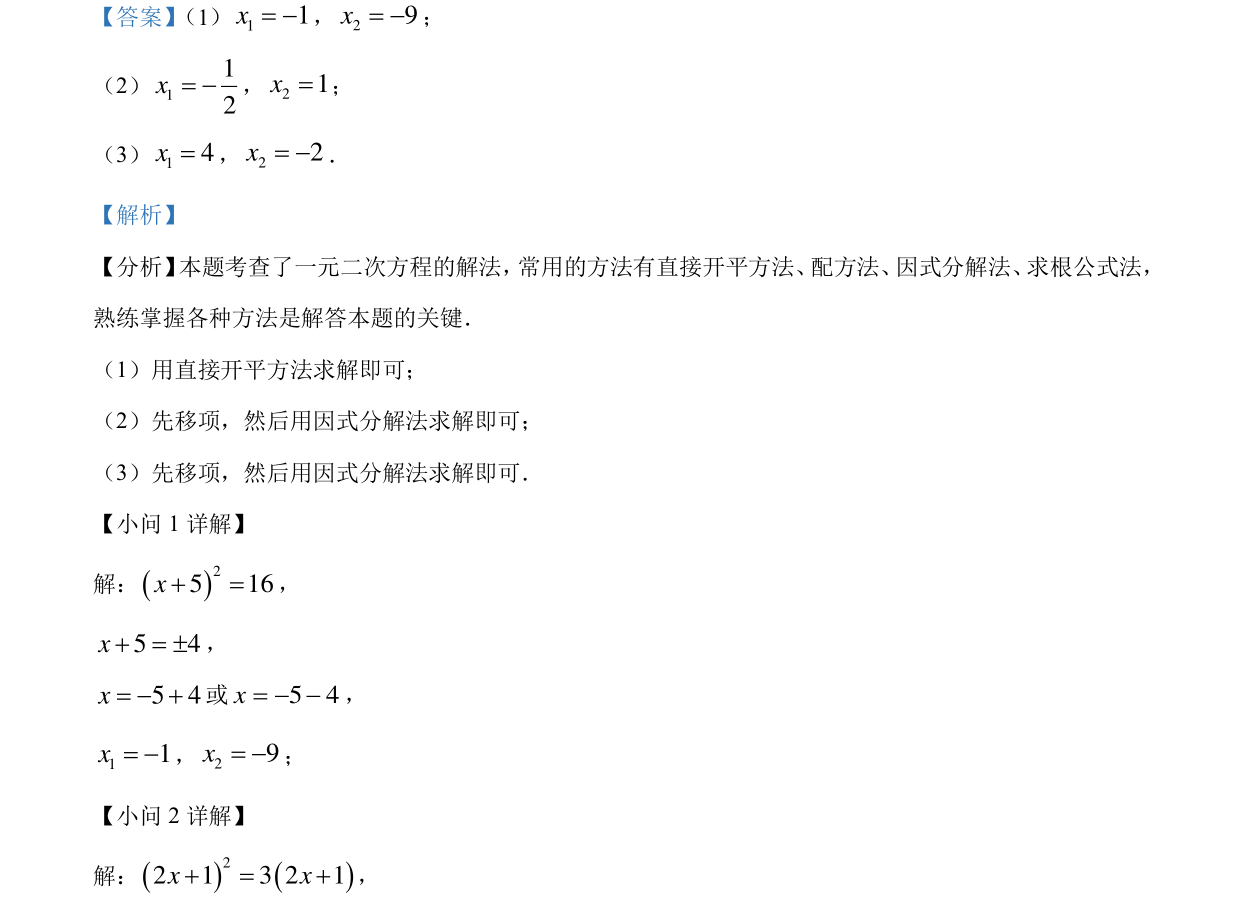 【答案】（1）x₁ = −1，x₂ = −9；
（2）x₁ = −1/2，x₂ = 1；
（3）x₁ = 4，x₂ = −2．
【解析】
【分析】本题考查了一元二次方程的解法，常用的方法有直接开平方法、配方法、因式分解法、求根公式法，
熟练掌握各种方法是解答本题的关键．
（1）用直接开平方法求解即可；
（2）先移项，然后用因式分解法求解即可；
（3）先移项，然后用因式分解法求解即可．
【小问 1 详解】
解：(x+5)² = 16，
x+5 = ±4，
x = −5+4 或 x = −5−4，
x₁ = −1，x₂ = −9；
【小问 2 详解】
解：(2x+1)² = 3(2x+1)，